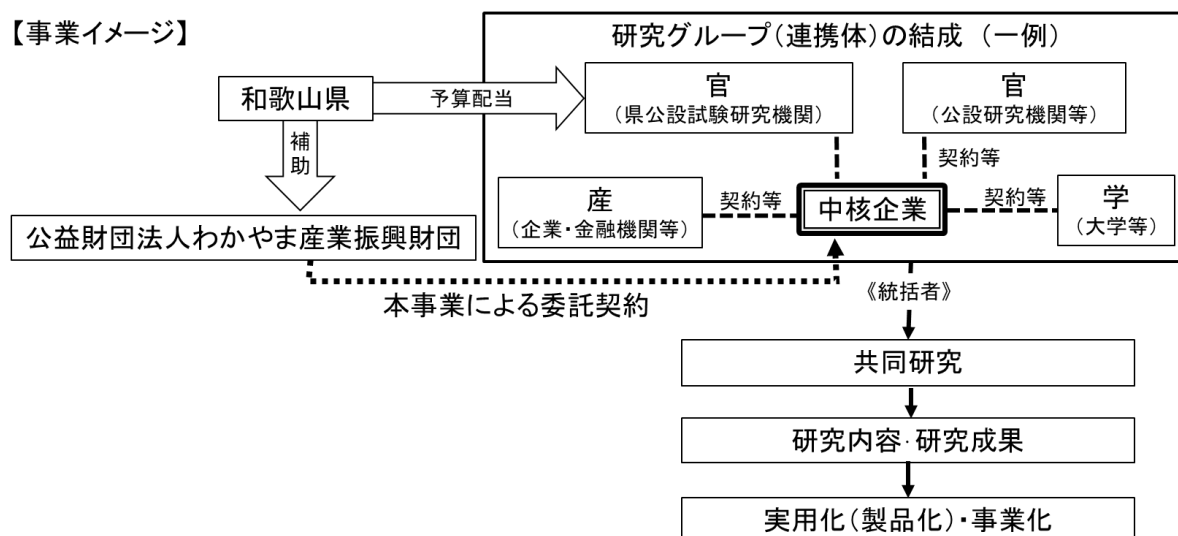 【事業イメージ】
研究グループ(連携体)の結成 (一例)
和歌山県
予算配当
官
(県公設試験研究機関)
官
(公設研究機関等)
補助
契約等
産
(企業・金融機関等)
契約等
中核企業
契約等
学
(大学等)
公益財団法人わかやま産業振興財団
本事業による委託契約
《統括者》
共同研究
研究内容・研究成果
実用化(製品化)・事業化